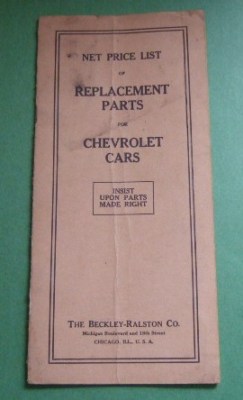 NET PRICE LIST
OF
REPLACEMENT
PARTS
FOR
CHEVROLET
CARS
INSIST
UPON PARTS
MADE RIGHT
THE BECKLEY-RALSTON CO.
Michigan Boulevard and 19th Street
CHICAGO, ILL., U. S. A.